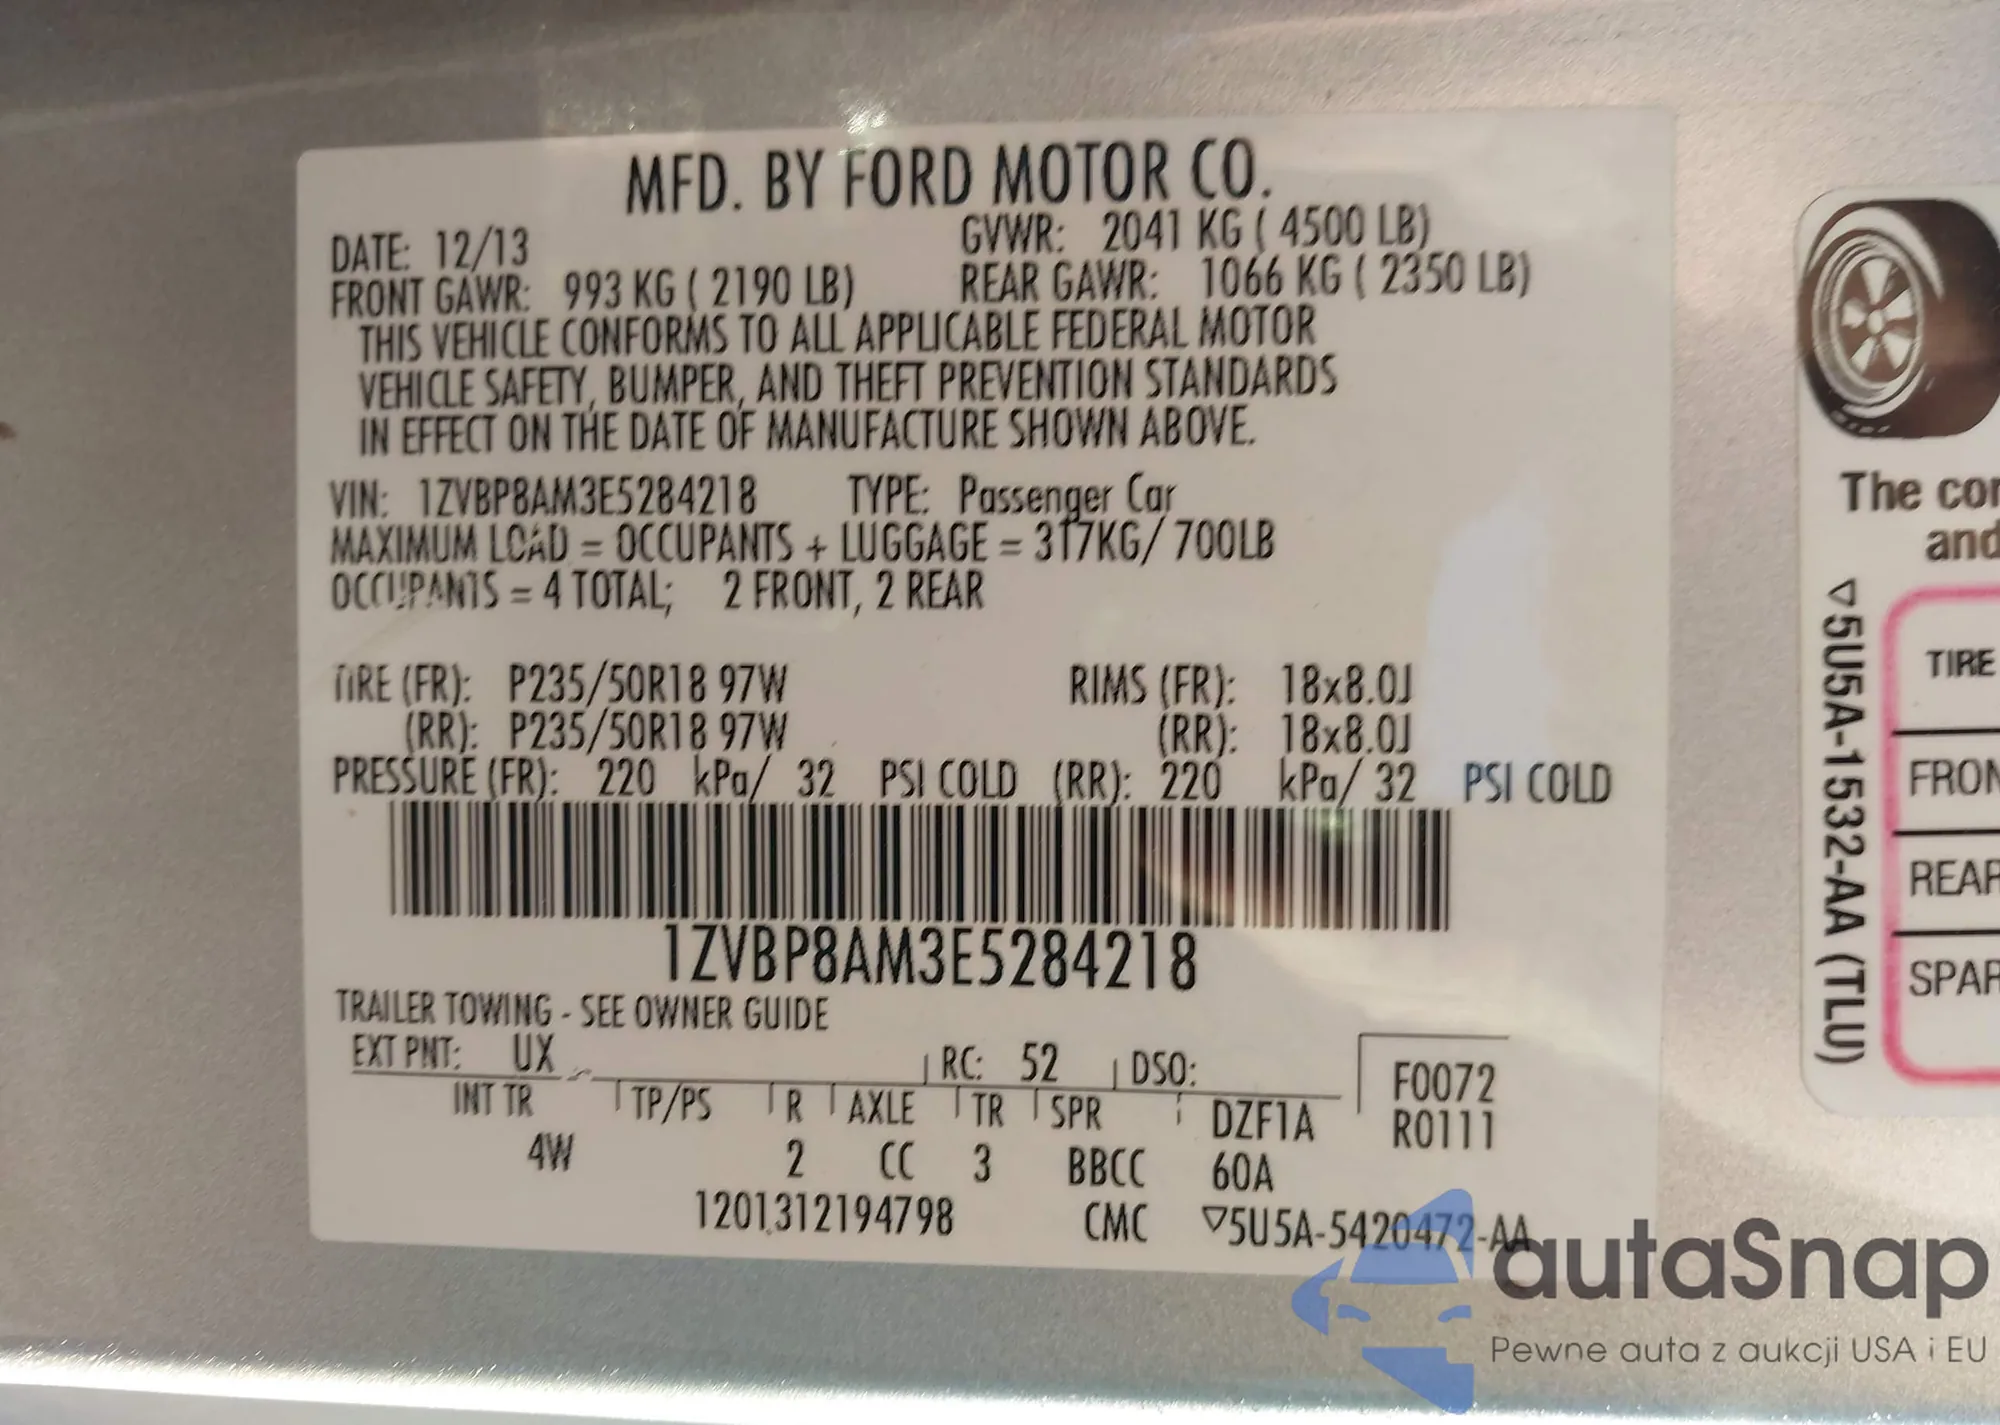 MFD. BY FORD MOTOR CO.
DATE: 12/13 GVWR: 2041 KG ( 4500 LB)
FRONT GAWR: 993 KG ( 2190 LB) REAR GAWR: 1066 KG ( 2350 LB)
THIS VEHICLE CONFORMS TO ALL APPLICABLE FEDERAL MOTOR
VEHICLE SAFETY, BUMPER, AND THEFT PREVENTION STANDARDS
IN EFFECT ON THE DATE OF MANUFACTURE SHOWN ABOVE.
VIN: 1ZVBP8AM3E5284218 TYPE: Passenger Car
MAXIMUM LOAD = OCCUPANTS + LUGGAGE = 317KG/ 700LB
OCCUPANTS = 4 TOTAL; 2 FRONT, 2 REAR
TIRE (FR): P235/50R18 97W RIMS (FR): 18x8.0J
(RR): P235/50R18 97W (RR): 18x8.0J
PRESSURE (FR): 220 kPa/ 32 PSI COLD (RR): 220 kPa/ 32 PSI COLD
1ZVBP8AM3E5284218
TRAILER TOWING - SEE OWNER GUIDE
EXT PNT: UX RC: 52 DSO: F0072
INT TR TP/PS R AXLE TR SPR DZF1A R0111
4W 2 CC 3 BBCC 60A
1201312194798 CMC ▽5U5A-5420472-AA
The con
and
▽5U5A-1532-AA (TLU)
TIRE
FRON
REAR
SPAR
autaSnap
Pewne auta z aukcji USA i EU